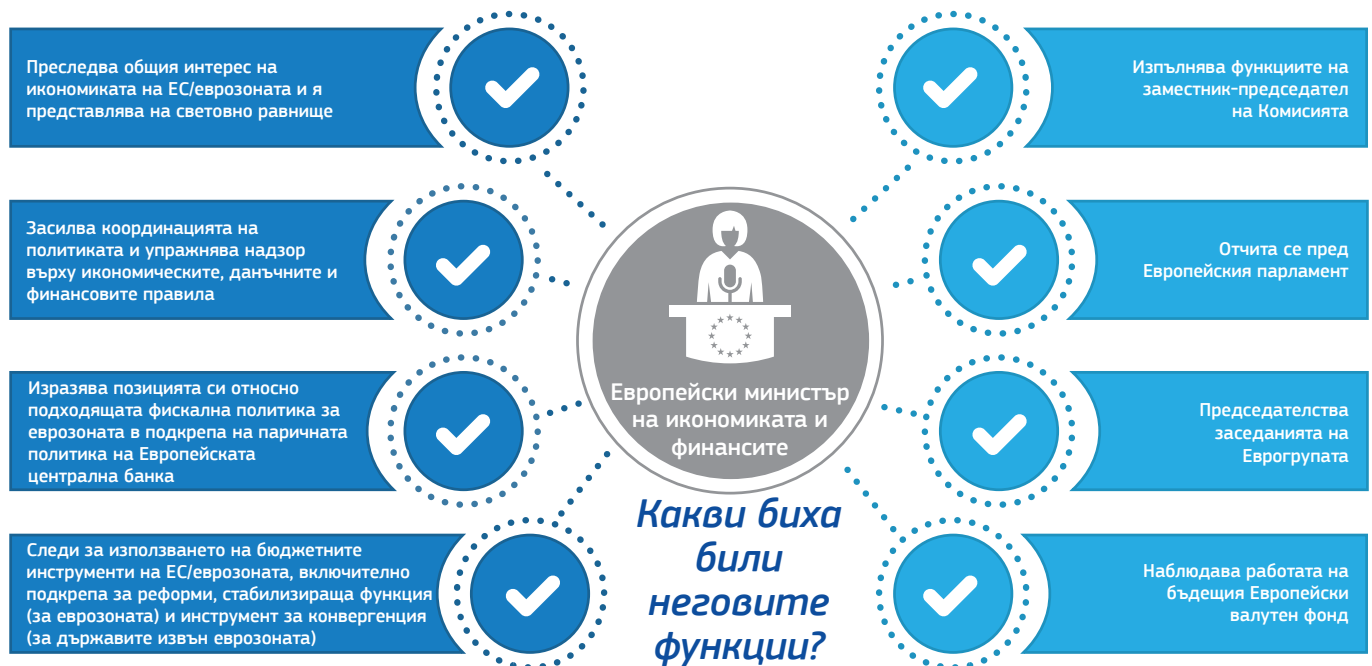 Преследва общия интерес на
икономиката на ЕС/еврозоната и я
представлява на световно равнище
Засилва координацията на
политиката и упражнява надзор
върху икономическите, данъчните и
финансовите правила
Изразява позицията си относно
подходящата фискална политика за
еврозоната в подкрепа на паричната
политика на Европейската
централна банка
Следи за използването на бюджетните
инструменти на ЕС/еврозоната, включително
подкрепа за реформи, стабилизираща функция
(за еврозоната) и инструмент за конвергенция
(за държавите извън еврозоната)
Европейски министър
на икономиката и
финансите
Какви биха
били
неговите
функции?
Изпълнява функциите на
заместник-председател
на Комисията
Отчита се пред
Европейския парламент
Председателства
заседанията на
Еврогрупата
Наблюдава работата на
бъдещия Европейски
валутен фонд